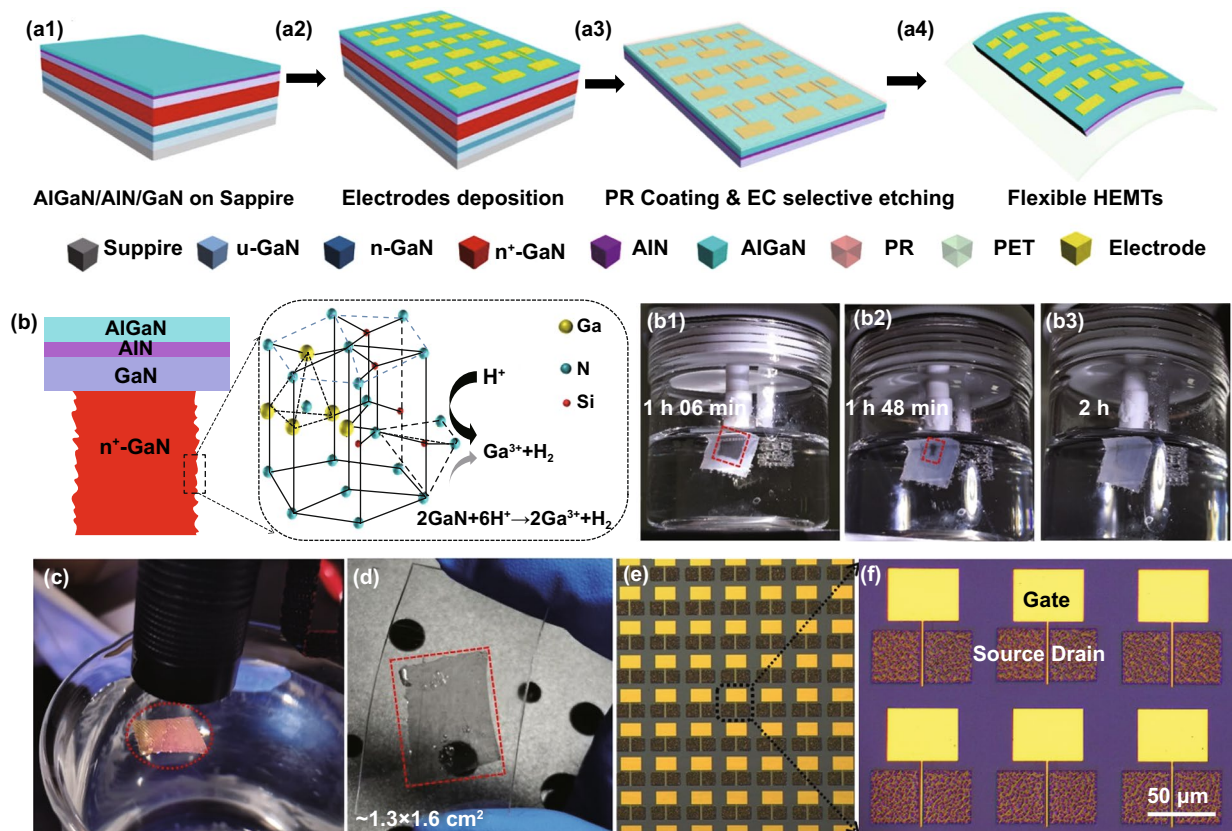 (a1)
(a2)
(a3)
(a4)
AlGaN/AlN/GaN on Sappire
Electrodes deposition
PR Coating & EC selective etching
Flexible HEMTs
Suppire
u-GaN
n-GaN
n⁺-GaN
AlN
AlGaN
PR
PET
Electrode
(b)
AlGaN
AlN
GaN
n⁺-GaN
Ga
N
Si
H⁺
Ga³⁺+H₂
2GaN+6H⁺→2Ga³⁺+H₂
(b1)
1 h 06 min
(b2)
1 h 48 min
(b3)
2 h
(c)
(d)
~1.3×1.6 cm²
(e)
(f)
Gate
Source Drain
50 μm